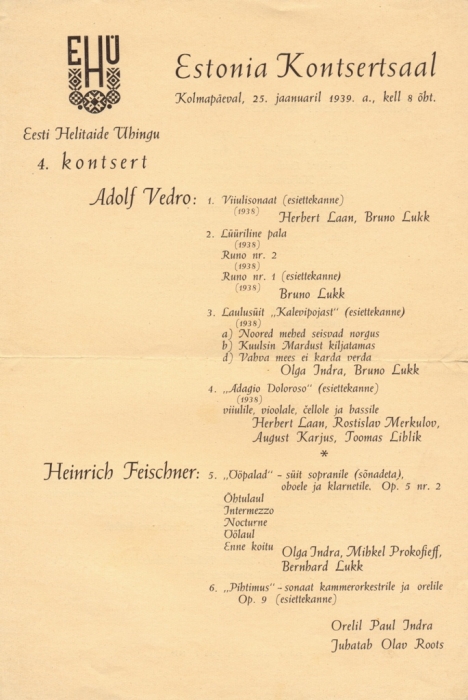 EHÜ
Estonia Kontsertsaal
Kolmapäeval, 25. jaanuaril 1939. a., kell 8 õht.
Eesti Helitaide Ühingu
4. kontsert
Adolf Vedro:
1. Viiulisonaat (esiettekanne)
(1938)
Herbert Laan, Bruno Lukk
2. Lüüriline pala
(1938)
Runo nr. 2
(1938)
Runo nr. 1 (esiettekanne)
(1938)
Bruno Lukk
3. Laulusüit „Kalevipojast" (esiettekanne)
(1938)
a) Noored mehed seisvad norgus
b) Kuulsin Mardust kiljatamas
d) Vahva mees ei karda verda
Olga Indra, Bruno Lukk
4. „Adagio Doloroso" (esiettekanne)
(1938)
viiulile, vioolale, čellole ja bassile
Herbert Laan, Rostislav Merkulov,
August Karjus, Toomas Liblik
*
Heinrich Feischner:
5. „Ööpalad" – süit sopranile (sõnadeta),
oboele ja klarnetile. Op. 5 nr. 2
Õhtulaul
Intermezzo
Nocturne
Öölaul
Enne koitu
Olga Indra, Mihkel Prokofieff,
Bernhard Lukk
6. „Pihtimus" – sonaat kammerorkestrile ja orelile
Op. 9 (esiettekanne)
Orelil Paul Indra
Juhatab Olav Roots